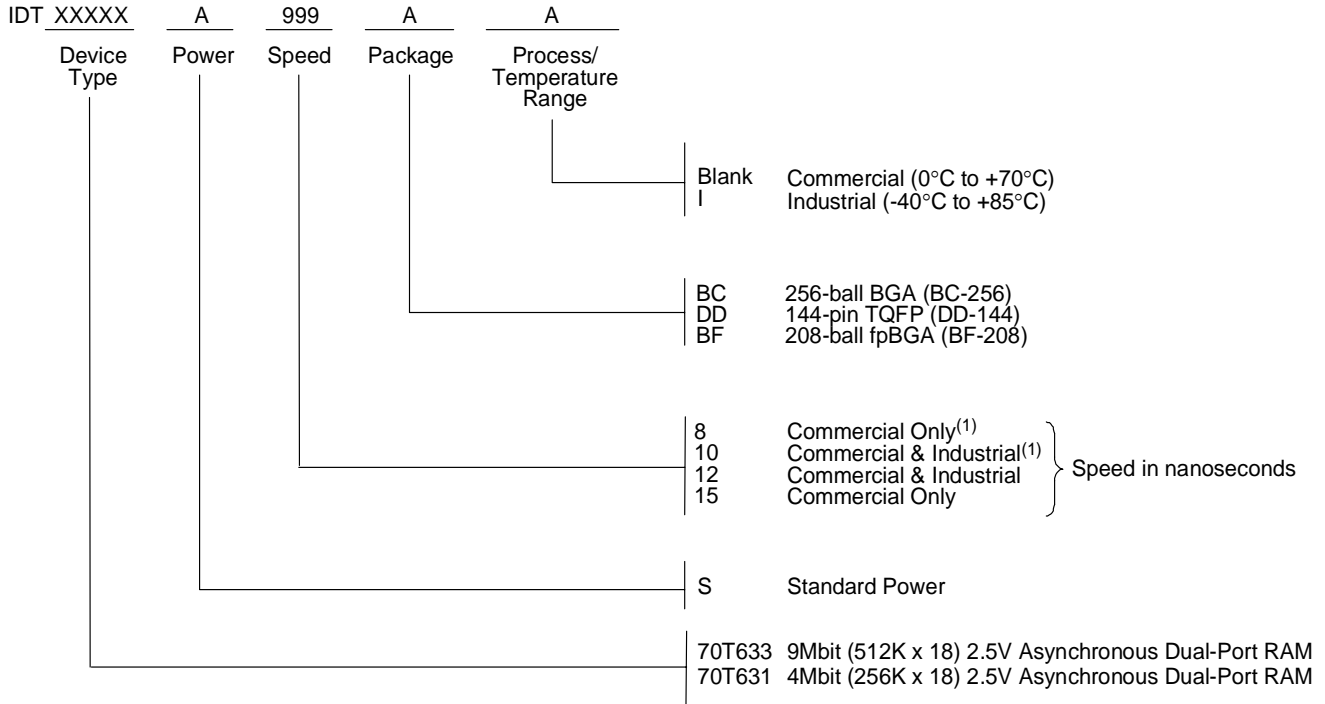 IDT XXXXX A 999 A A
Device Type Power Speed Package Process/ Temperature Range
Blank Commercial (0°C to +70°C)
I Industrial (-40°C to +85°C)
BC 256-ball BGA (BC-256)
DD 144-pin TQFP (DD-144)
BF 208-ball fpBGA (BF-208)
8 Commercial Only(1)
10 Commercial & Industrial(1)
12 Commercial & Industrial
15 Commercial Only
Speed in nanoseconds
S Standard Power
70T633 9Mbit (512K x 18) 2.5V Asynchronous Dual-Port RAM
70T631 4Mbit (256K x 18) 2.5V Asynchronous Dual-Port RAM